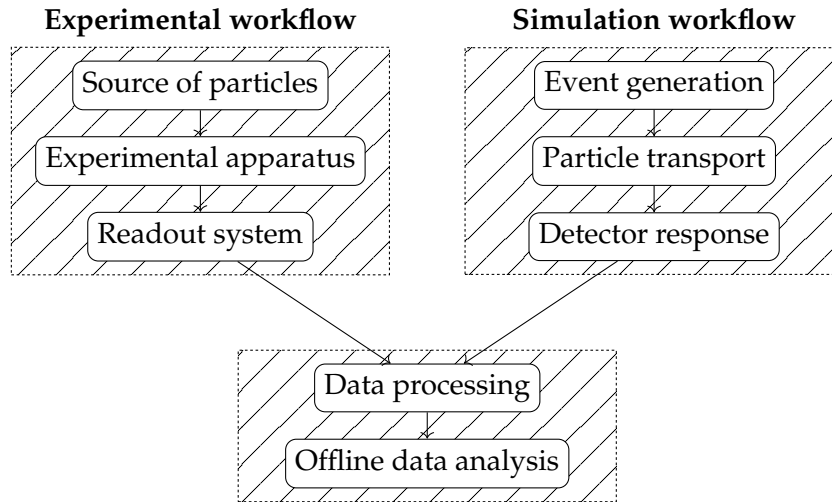 Experimental workflow
Source of particles
Experimental apparatus
Readout system
Simulation workflow
Event generation
Particle transport
Detector response
Data processing
Offline data analysis